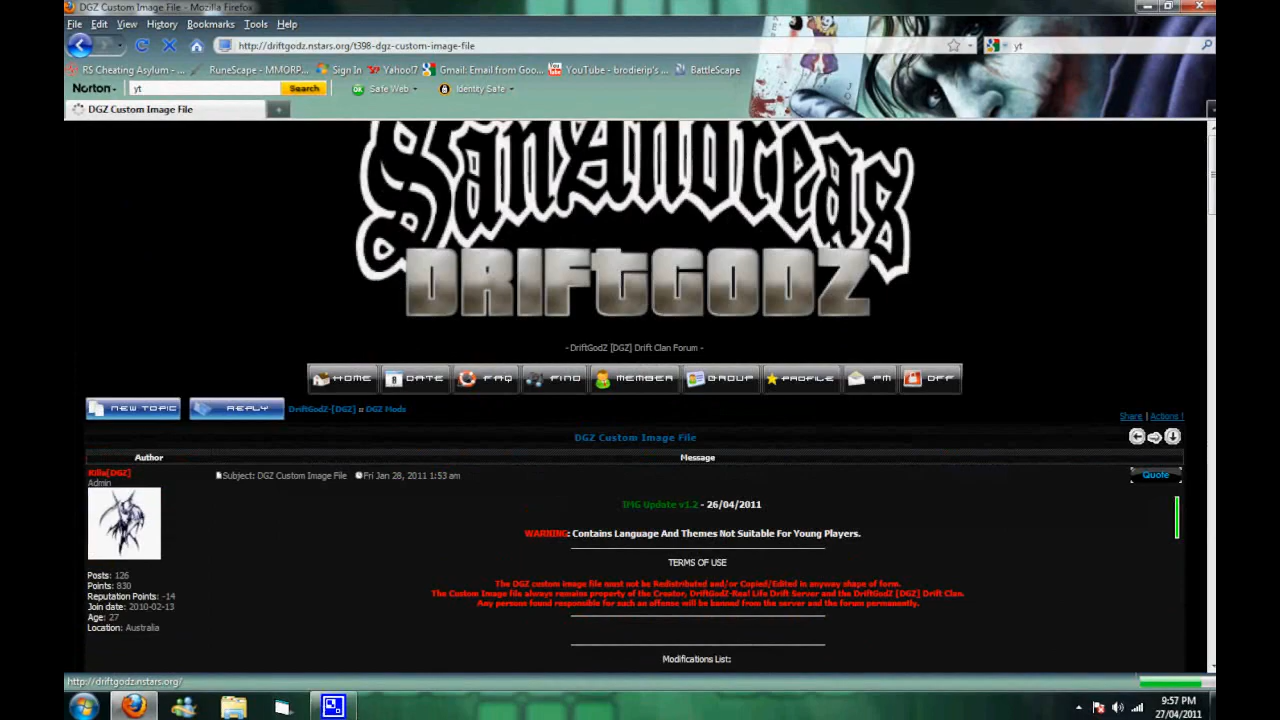 DGZ Custom Image File - Mozilla Firefox
File Edit View History Bookmarks Tools Help
http://driftgodz.nstars.org/t398-dgz-custom-image-file
yt
RS Cheating Asylum - ... RuneScape - MMORP... Sign In Yahoo!7 Gmail: Email from Goo... YouTube - brodierip's ... BattleScape
Norton yt Search Safe Web Identity Safe
DGZ Custom Image File
SanAndreas
DRIFtGODZ
- DriftGodZ [DGZ] Drift Clan Forum -
HOME DATE FAQ FIND MEMBER GROUP PROFILE PM OFF
NEW TOPIC REPLY DriftGodZ-[DGZ] :: DGZ Mods
Share | Actions !
DGZ Custom Image File
Author Message
Killa[DGZ]
Admin
Subject: DGZ Custom Image File Fri Jan 28, 2011 1:53 am
Quote
IMG Update v1.2 - 26/04/2011
WARNING: Contains Language And Themes Not Suitable For Young Players.
TERMS OF USE
The DGZ custom image file must not be Redistributed and/or Copied/Edited in anyway shape of form.
The Custom Image file always remains property of the Creator, DriftGodZ-Real Life Drift Server and the DriftGodZ [DGZ] Drift Clan.
Any persons found responsible for such an offense will be banned from the server and the forum permanently.
Posts: 126
Points: 830
Reputation Points: -14
Join date: 2010-02-13
Age: 27
Location: Australia
Modifications List:
http://driftgodz.nstars.org/
9:57 PM
27/04/2011